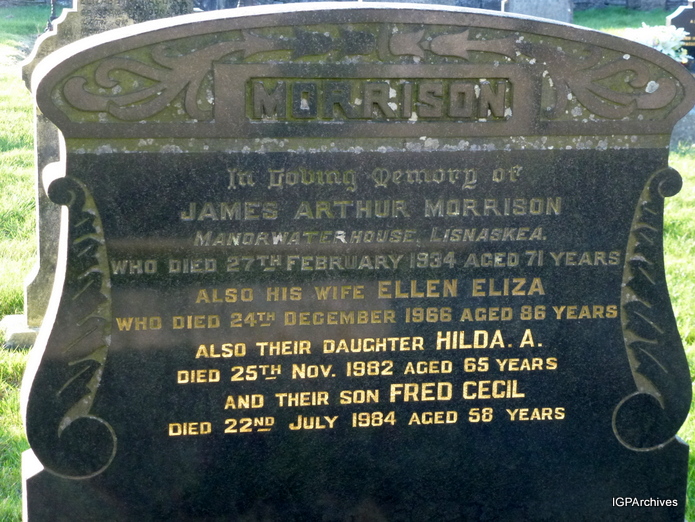 MORRISON
In Loving Memory of
JAMES ARTHUR MORRISON
MANORWATERHOUSE, LISNASKEA.
WHO DIED 27TH FEBRUARY 1934 AGED 71 YEARS
ALSO HIS WIFE ELLEN ELIZA
WHO DIED 24TH DECEMBER 1966 AGED 86 YEARS
ALSO THEIR DAUGHTER HILDA. A.
DIED 25TH NOV. 1982 AGED 65 YEARS
AND THEIR SON FRED CECIL
DIED 22ND JULY 1984 AGED 58 YEARS
IGPArchives